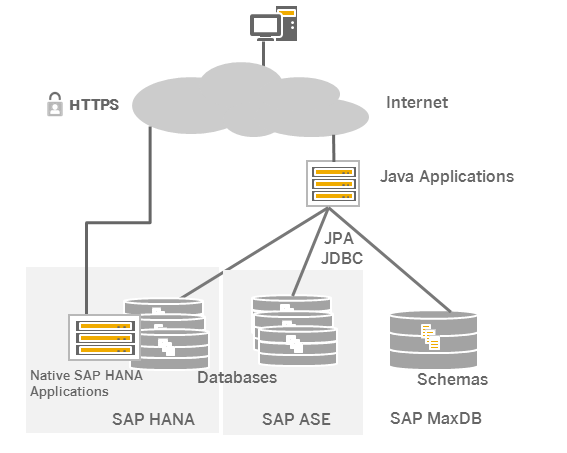 HTTPS
Internet
Java Applications
JPA
JDBC
Native SAP HANA
Applications
Databases
Schemas
SAP HANA
SAP ASE
SAP MaxDB